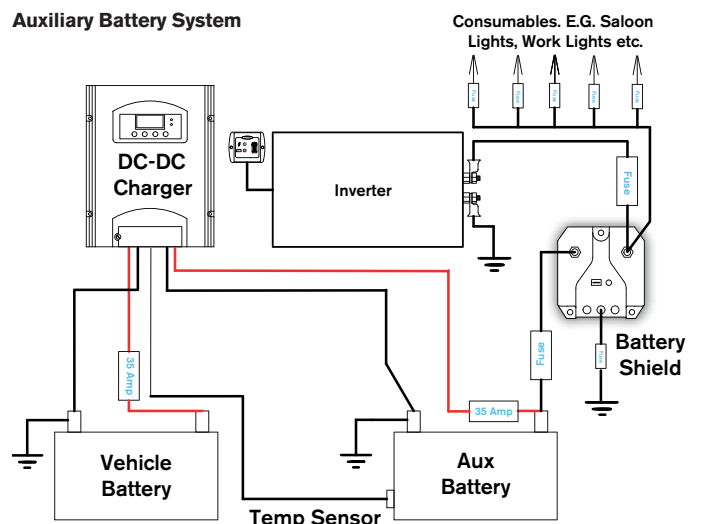 Auxiliary Battery System
Consumables. E.G. Saloon
Lights, Work Lights etc.
Fuse
Fuse
Fuse
Fuse
Fuse
DC-DC
Charger
Inverter
Fuse
Battery
Shield
Fuse
Fuse
35 Amp
35 Amp
Vehicle
Battery
Aux
Battery
Temp Sensor